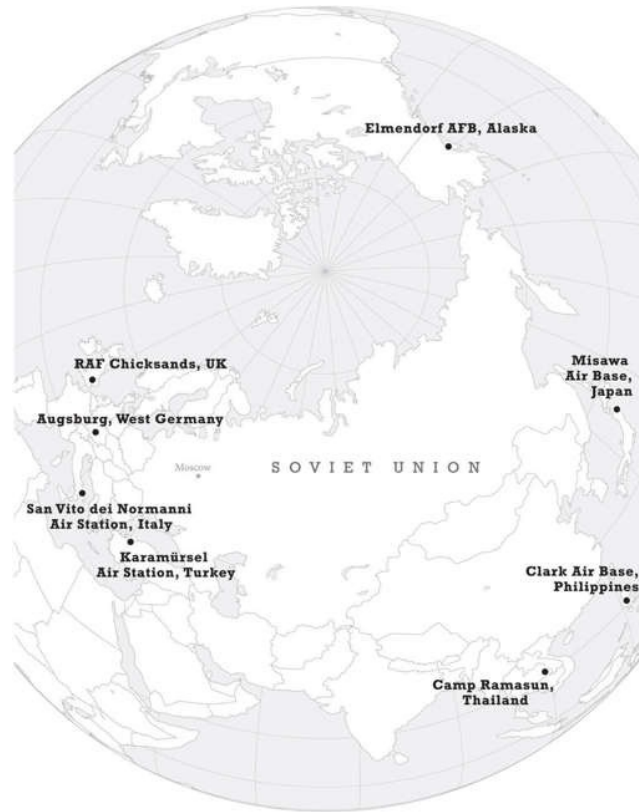 Elmendorf AFB, Alaska
RAF Chicksands, UK
Misawa
Air Base,
Japan
Augsburg, West Germany
Moscow
SOVIET UNION
San Vito dei Normanni
Air Station, Italy
Karamürsel
Air Station, Turkey
Clark Air Base,
Philippines
Camp Ramasun,
Thailand